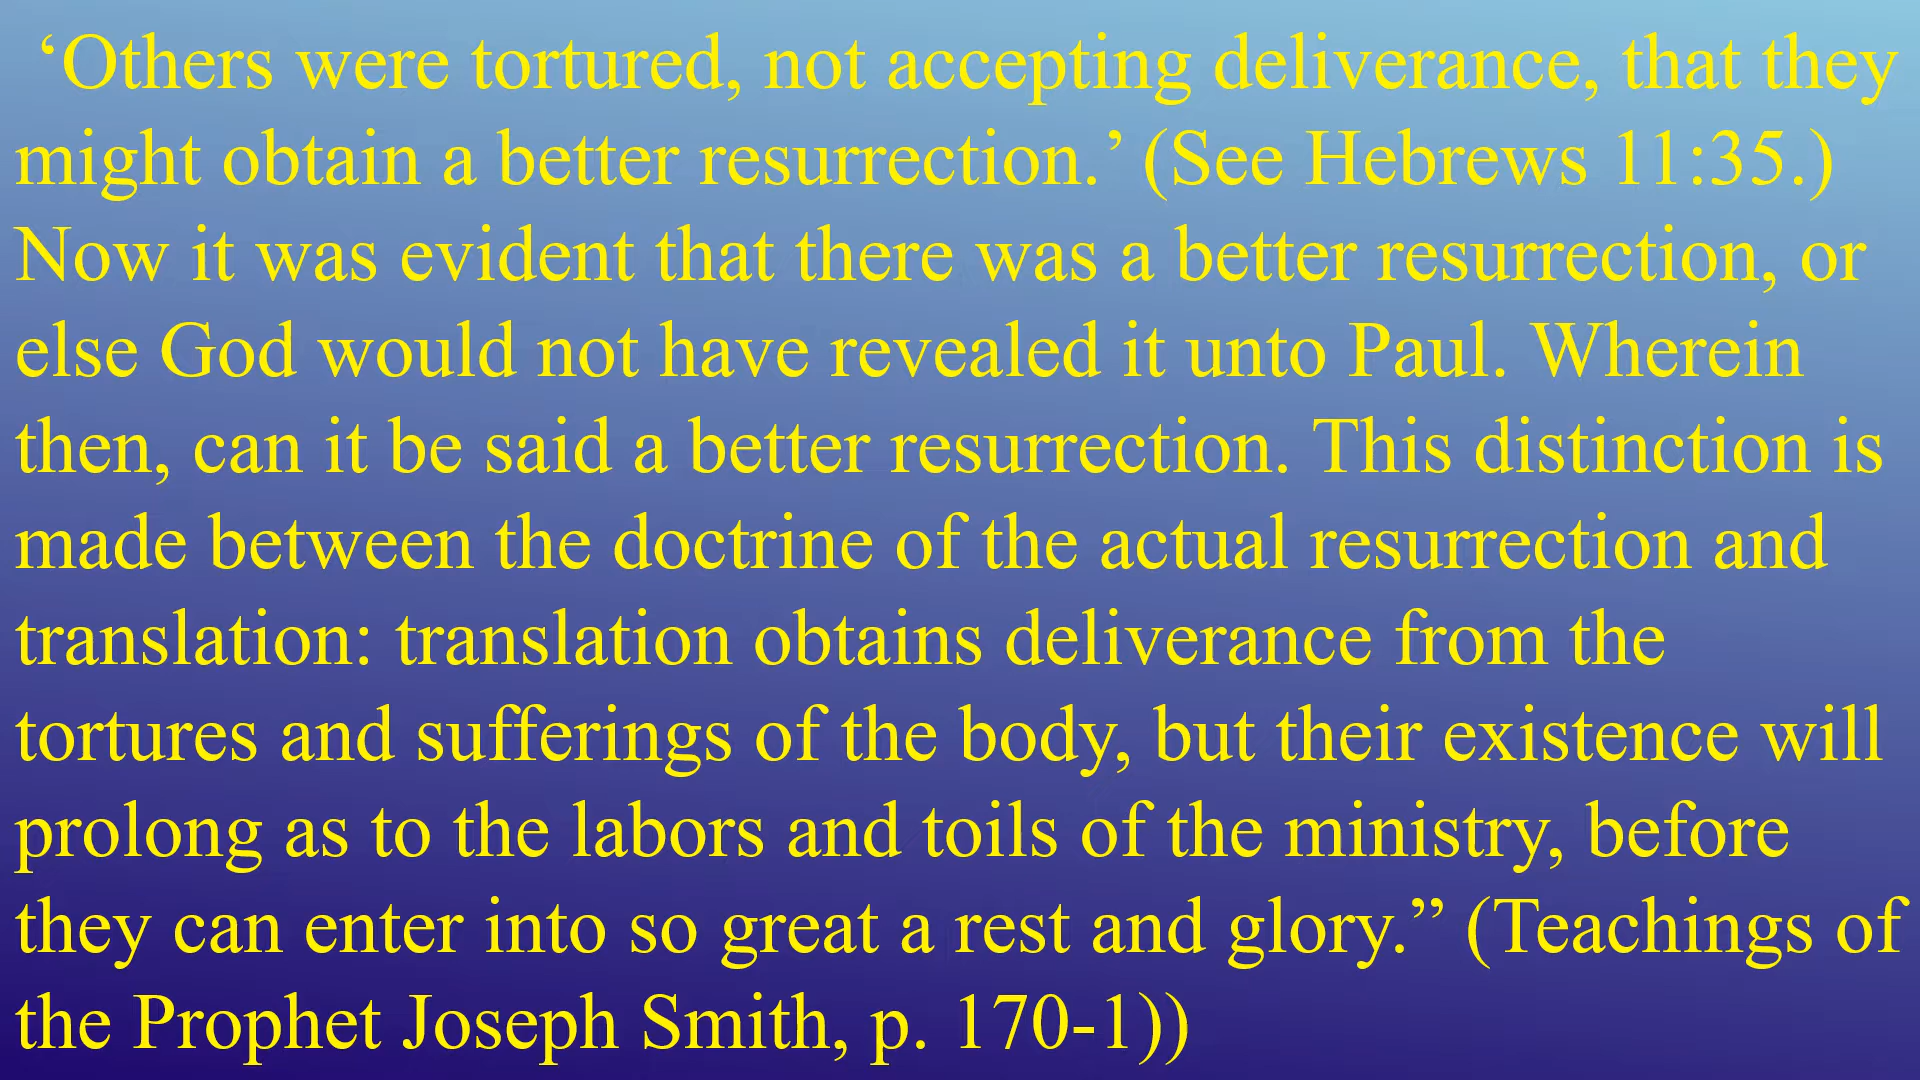 ‘Others were tortured, not accepting deliverance, that they
might obtain a better resurrection.’ (See Hebrews 11:35.)
Now it was evident that there was a better resurrection, or
else God would not have revealed it unto Paul. Wherein
then, can it be said a better resurrection. This distinction is
made between the doctrine of the actual resurrection and
translation: translation obtains deliverance from the
tortures and sufferings of the body, but their existence will
prolong as to the labors and toils of the ministry, before
they can enter into so great a rest and glory.” (Teachings of
the Prophet Joseph Smith, p. 170-1))